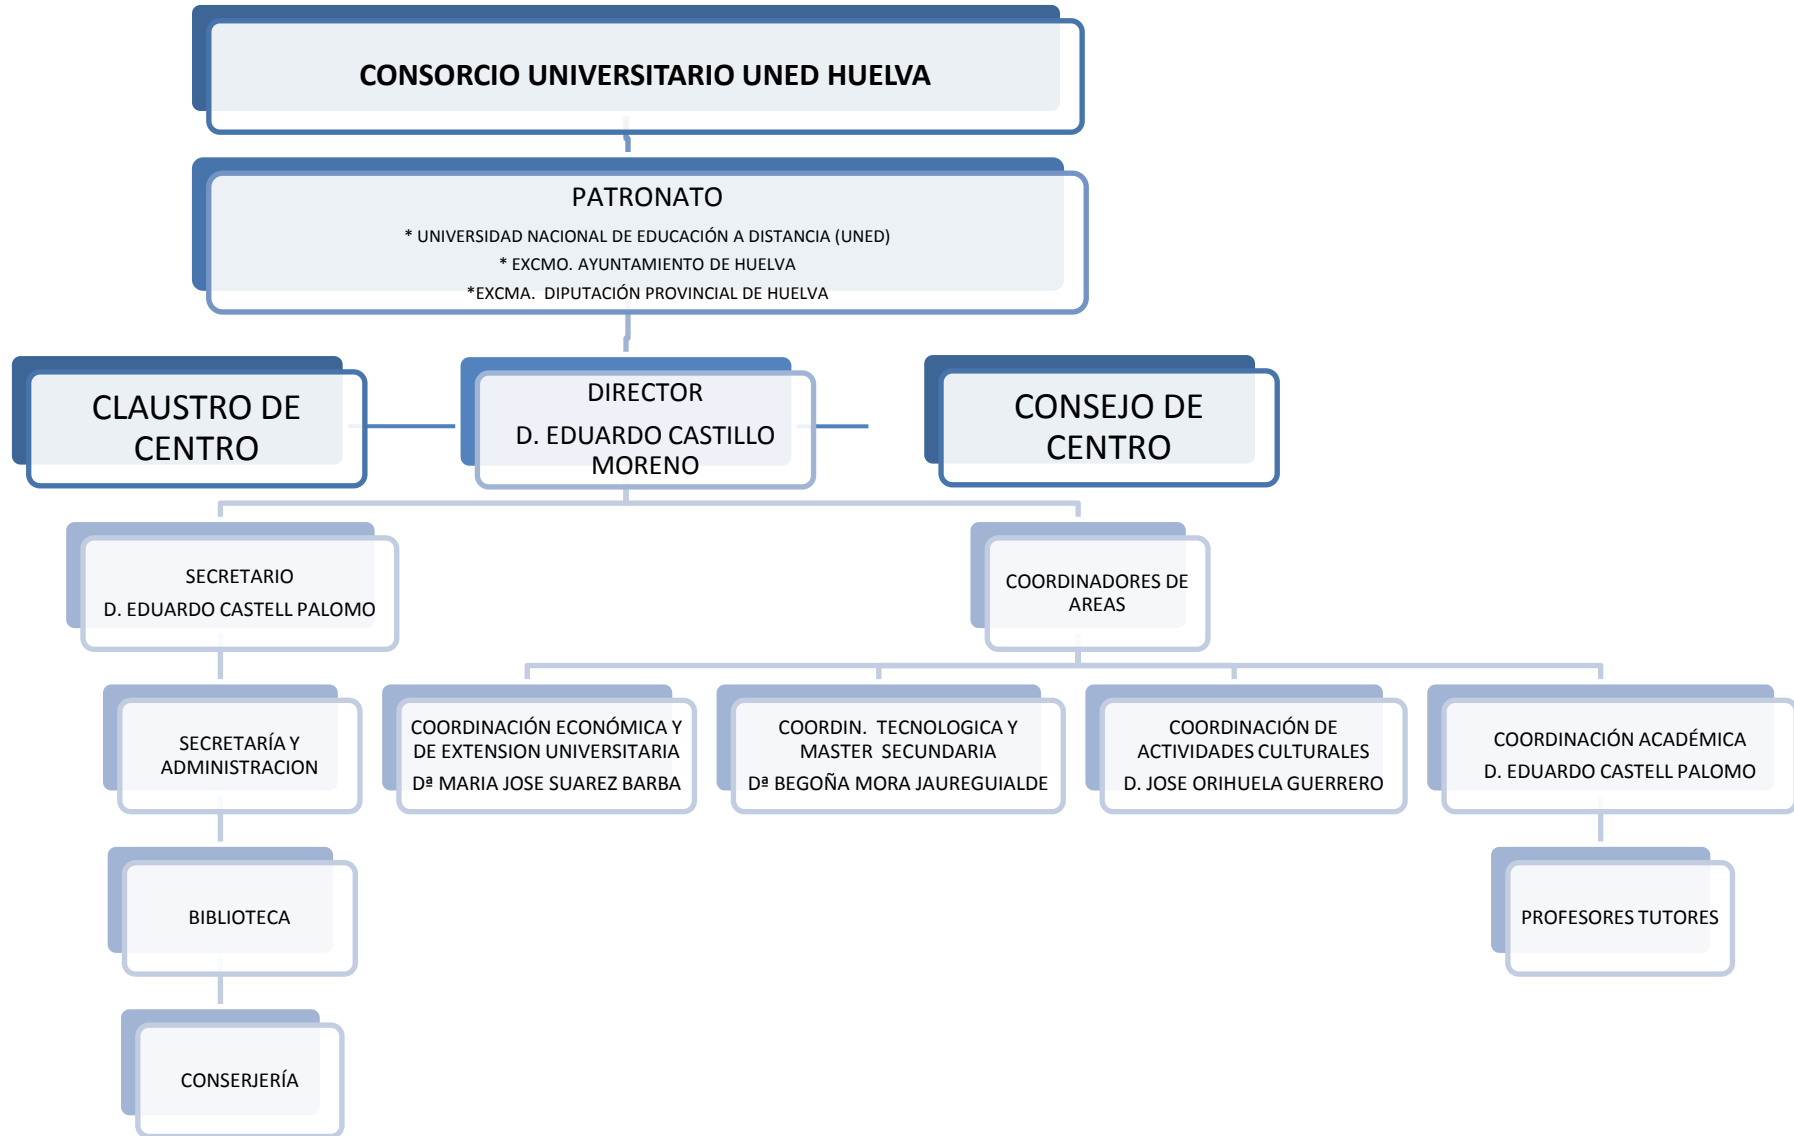 CONSORCIO UNIVERSITARIO UNED HUELVA
PATRONATO
* UNIVERSIDAD NACIONAL DE EDUCACIÓN A DISTANCIA (UNED)
* EXCMO. AYUNTAMIENTO DE HUELVA
*EXCMA.  DIPUTACIÓN PROVINCIAL DE HUELVA
CLAUSTRO DE
CENTRO
DIRECTOR
D. EDUARDO CASTILLO
MORENO
CONSEJO DE
CENTRO
SECRETARIO
D. EDUARDO CASTELL PALOMO
COORDINADORES DE
AREAS
SECRETARÍA Y
ADMINISTRACION
COORDINACIÓN ECONÓMICA Y
DE EXTENSION UNIVERSITARIA
Dª MARIA JOSE SUAREZ BARBA
COORDIN.  TECNOLOGICA Y
MASTER  SECUNDARIA
Dª BEGOÑA MORA JAUREGUIALDE
COORDINACIÓN DE
ACTIVIDADES CULTURALES
D. JOSE ORIHUELA GUERRERO
COORDINACIÓN ACADÉMICA
D. EDUARDO CASTELL PALOMO
BIBLIOTECA
PROFESORES TUTORES
CONSERJERÍA